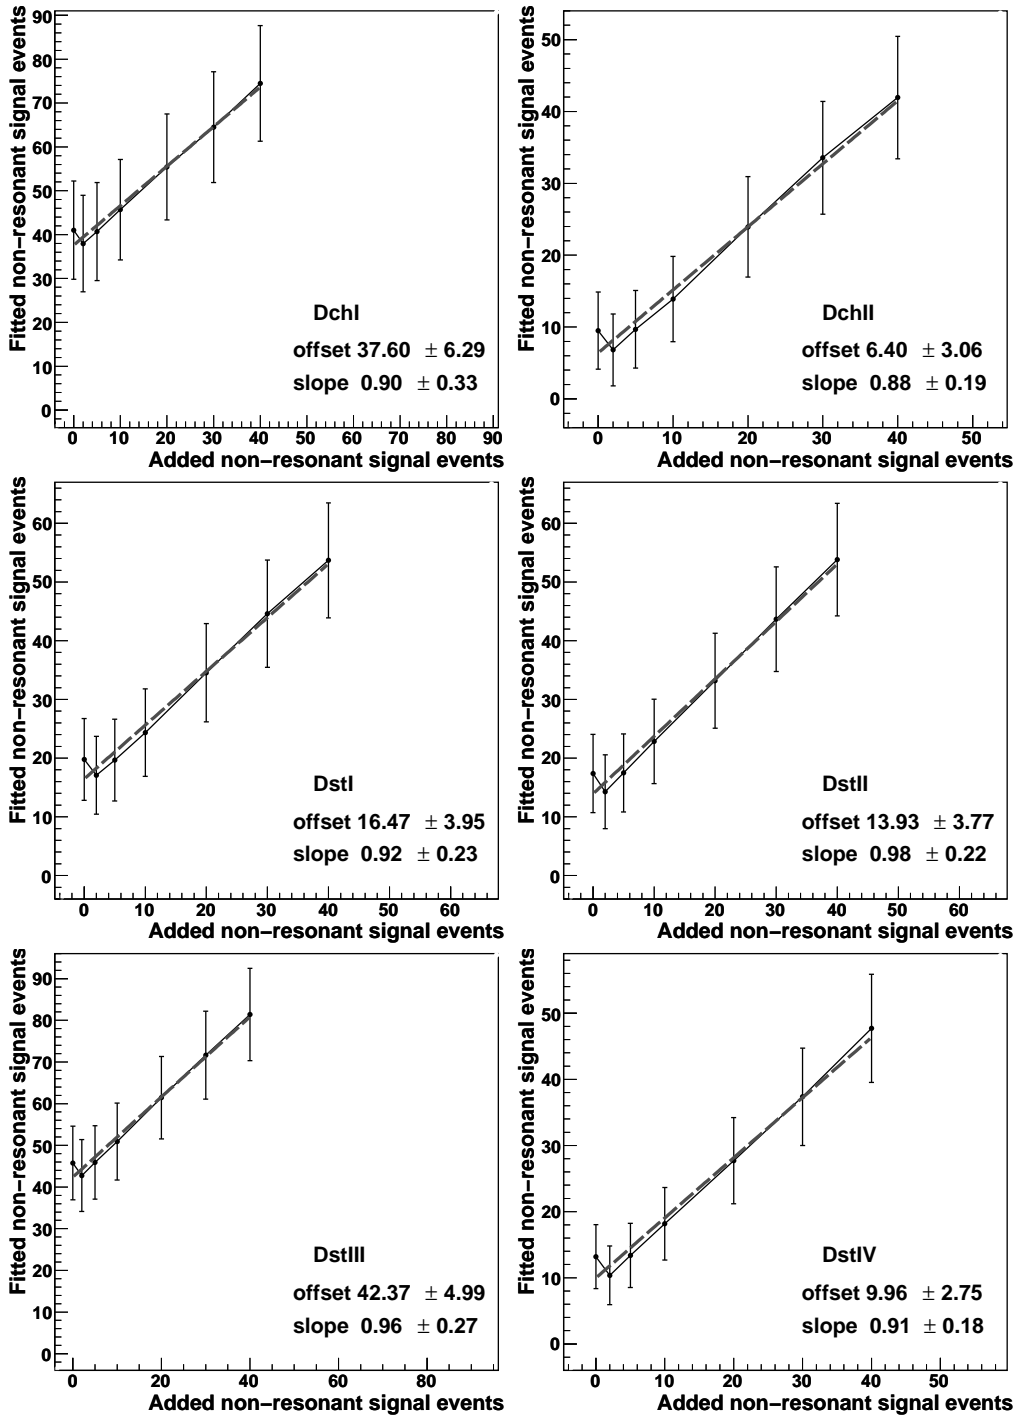 Fitted non−resonant signal events
90
80
70
60
50
40
30
20
10
0
DchI
offset 37.60 ± 6.29
slope 0.90 ± 0.33
0 10 20 30 40 50 60 70 80 90
Added non−resonant signal events
Fitted non−resonant signal events
50
40
30
20
10
0
DchII
offset 6.40 ± 3.06
slope 0.88 ± 0.19
0 10 20 30 40 50
Added non−resonant signal events
Fitted non−resonant signal events
60
50
40
30
20
10
0
DstI
offset 16.47 ± 3.95
slope 0.92 ± 0.23
0 10 20 30 40 50 60
Added non−resonant signal events
Fitted non−resonant signal events
60
50
40
30
20
10
0
DstII
offset 13.93 ± 3.77
slope 0.98 ± 0.22
0 10 20 30 40 50 60
Added non−resonant signal events
Fitted non−resonant signal events
90
80
70
60
50
40
30
20
10
0
DstIII
offset 42.37 ± 4.99
slope 0.96 ± 0.27
0 20 40 60 80
Added non−resonant signal events
Fitted non−resonant signal events
50
40
30
20
10
0
DstIV
offset 9.96 ± 2.75
slope 0.91 ± 0.18
0 10 20 30 40 50
Added non−resonant signal events